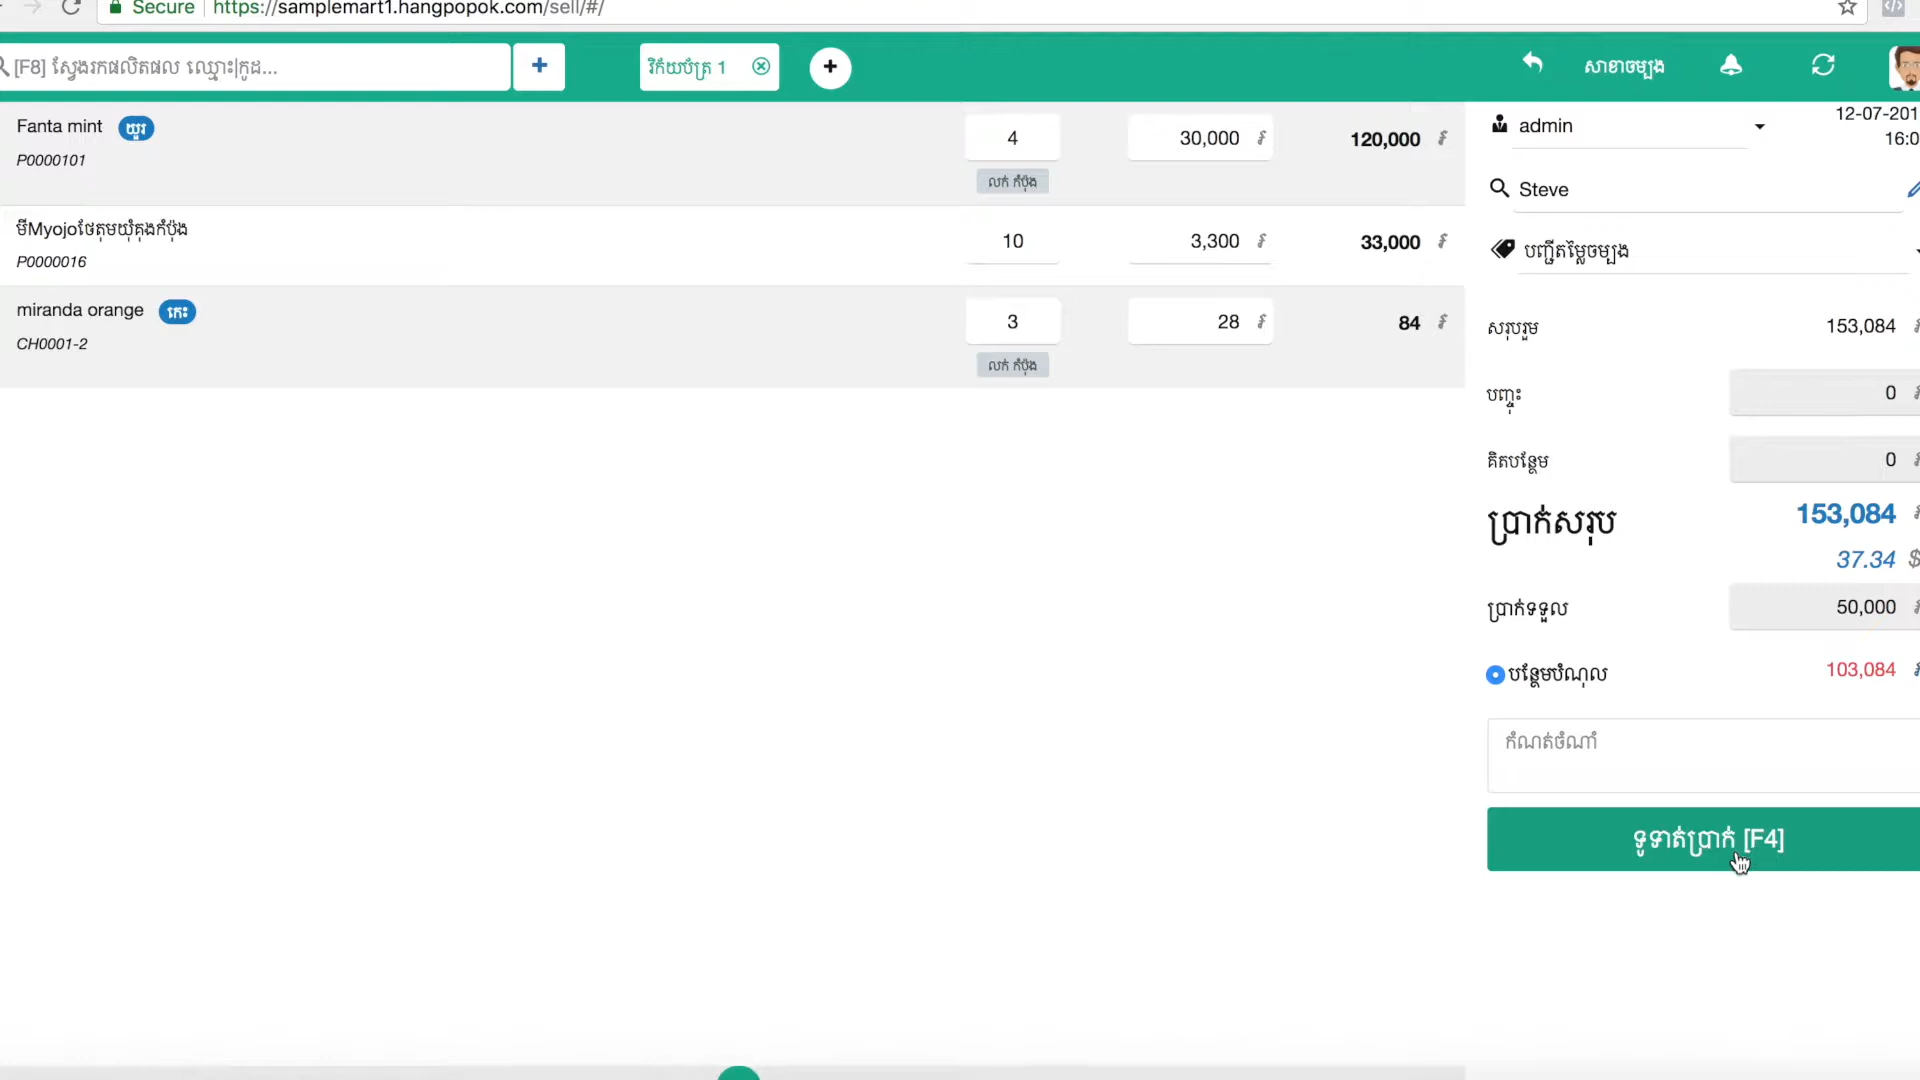 Secure https://samplemart1.hangpopok.com/sell/#/
[F8] ស្វែងរកផលិតផល ឈ្មោះ|កូដ...
+
វិក័យប័ត្រ 1
+
សាខាចម្បង
Fanta mint យួរ
P0000101
4 30,000 ៛ 120,000 ៛
លក់ កំប៉ុង
មីMyojoថៃតុមយ៉ាំគុងកំប៉ុង
P0000016
10 3,300 ៛ 33,000 ៛
miranda orange កេះ
CH0001-2
3 28 ៛ 84 ៛
លក់ កំប៉ុង
admin
12-07-201
16:0
Steve
បញ្ជីតម្លៃចម្បង
សរុបរួម 153,084
បញ្ចុះ 0
គិតបន្ថែម 0
ប្រាក់សរុប 153,084
37.34 $
ប្រាក់ទទួល 50,000
បន្ថែមបំណុល 103,084
កំណត់ចំណាំ
ទូទាត់ប្រាក់ [F4]